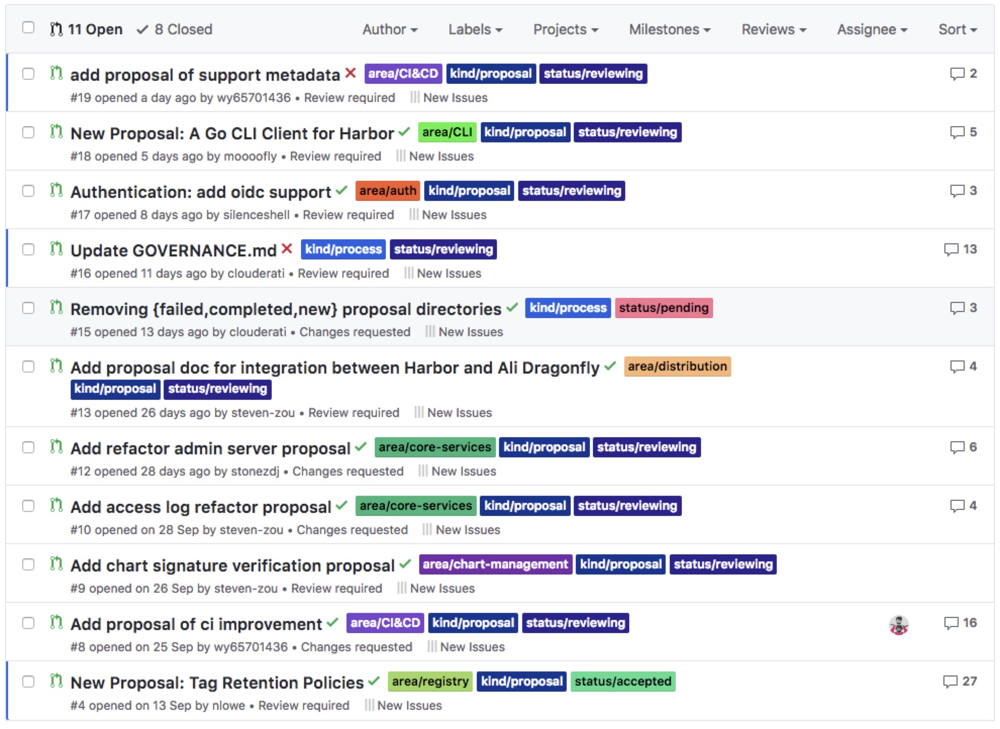 11 Open 8 Closed Author Labels Projects Milestones Reviews Assignee Sort
add proposal of support metadata area/CI&CD kind/proposal status/reviewing 2
#19 opened a day ago by wy65701436 • Review required New Issues
New Proposal: A Go CLI Client for Harbor area/CLI kind/proposal status/reviewing 5
#18 opened 5 days ago by moooofly • Review required New Issues
Authentication: add oidc support area/auth kind/proposal status/reviewing 3
#17 opened 8 days ago by silenceshell • Review required New Issues
Update GOVERNANCE.md kind/process status/reviewing 13
#16 opened 11 days ago by clouderati • Review required New Issues
Removing {failed,completed,new} proposal directories kind/process status/pending 3
#15 opened 13 days ago by clouderati • Changes requested New Issues
Add proposal doc for integration between Harbor and Ali Dragonfly area/distribution 4
kind/proposal status/reviewing
#13 opened 26 days ago by steven-zou • Review required New Issues
Add refactor admin server proposal area/core-services kind/proposal status/reviewing 6
#12 opened 28 days ago by stonezdj • Changes requested New Issues
Add access log refactor proposal area/core-services kind/proposal status/reviewing 4
#10 opened on 28 Sep by steven-zou • Changes requested New Issues
Add chart signature verification proposal area/chart-management kind/proposal status/reviewing
#9 opened on 26 Sep by steven-zou • Review required New Issues
Add proposal of ci improvement area/CI&CD kind/proposal status/reviewing 16
#8 opened on 25 Sep by wy65701436 • Changes requested New Issues
New Proposal: Tag Retention Policies area/registry kind/proposal status/accepted 27
#4 opened on 13 Sep by nlowe • Review required New Issues